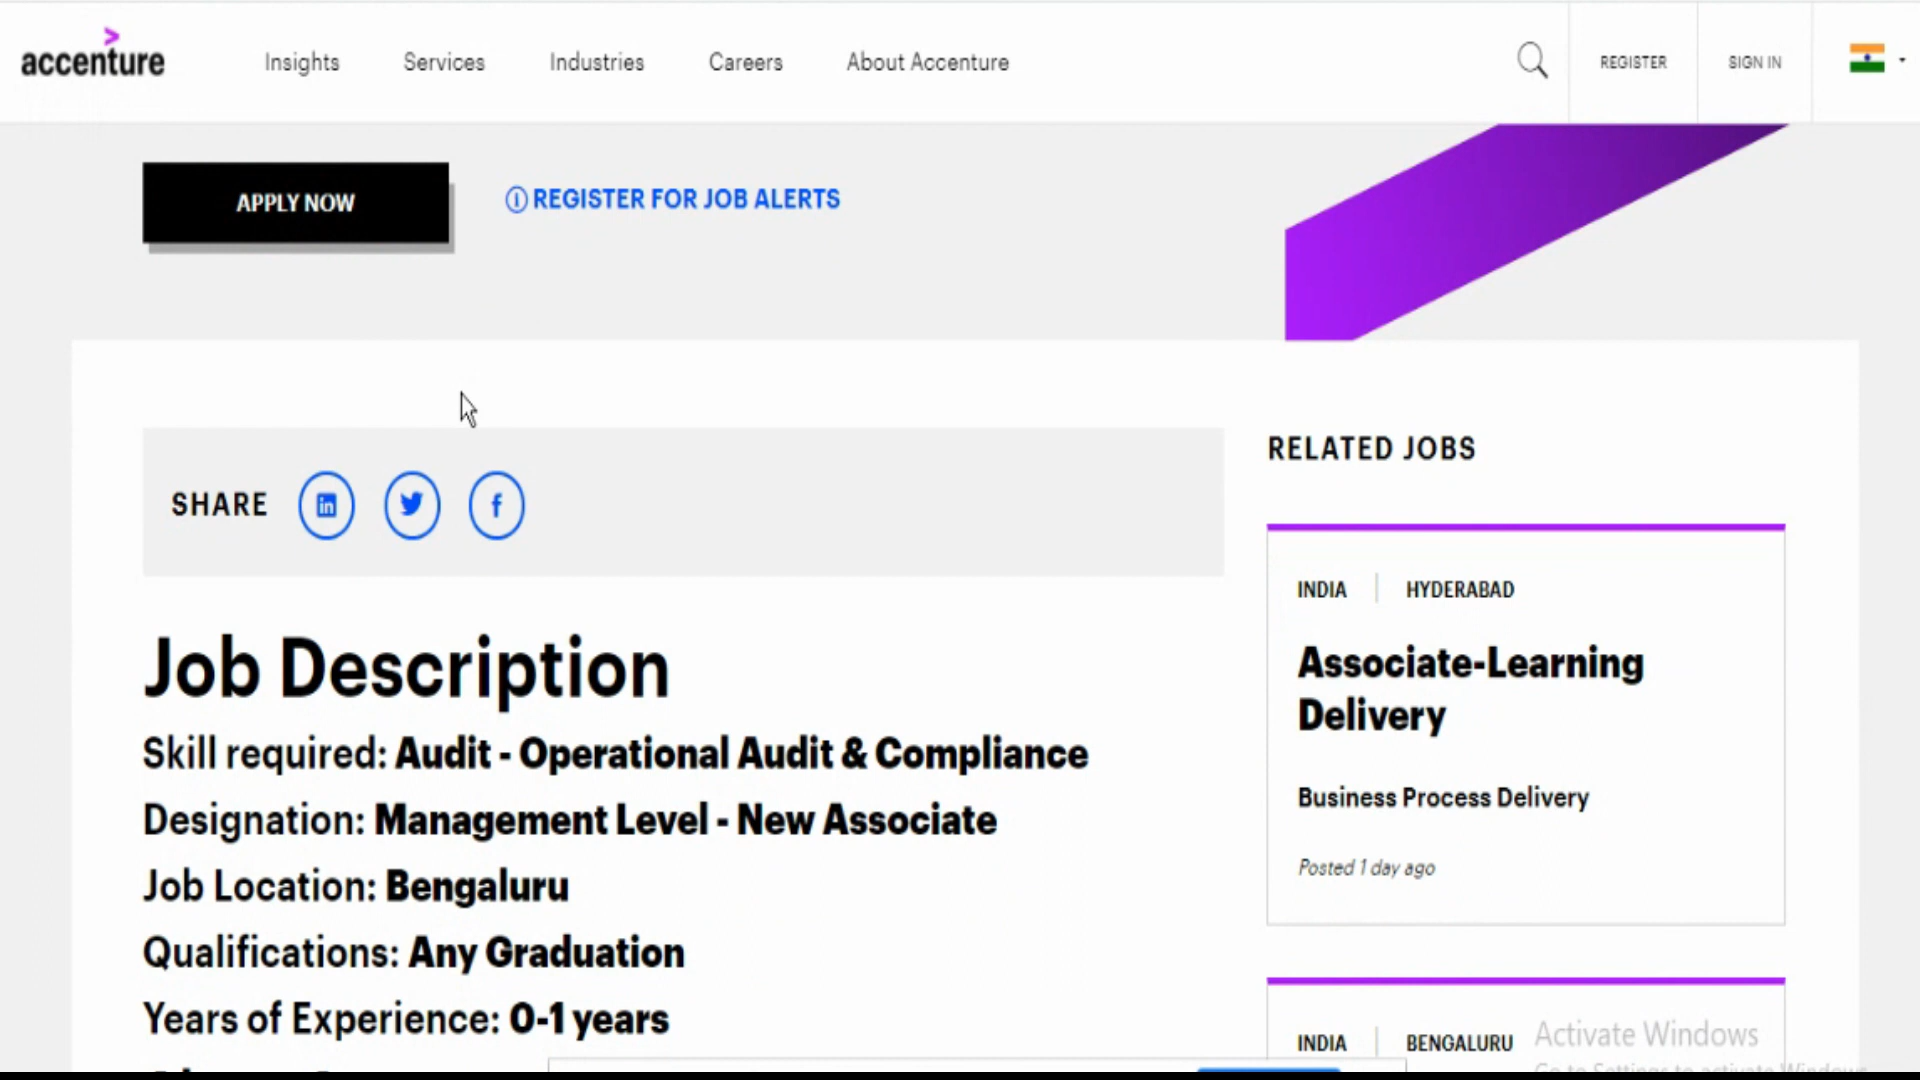 accenture
Insights
Services
Industries
Careers
About Accenture
REGISTER
SIGN IN
APPLY NOW
REGISTER FOR JOB ALERTS
SHARE
Job Description
Skill required: Audit - Operational Audit & Compliance
Designation: Management Level - New Associate
Job Location: Bengaluru
Qualifications: Any Graduation
Years of Experience: 0-1 years
RELATED JOBS
INDIA | HYDERABAD
Associate-Learning
Delivery
Business Process Delivery
Posted 1 day ago
INDIA | BENGALURU
Activate Windows